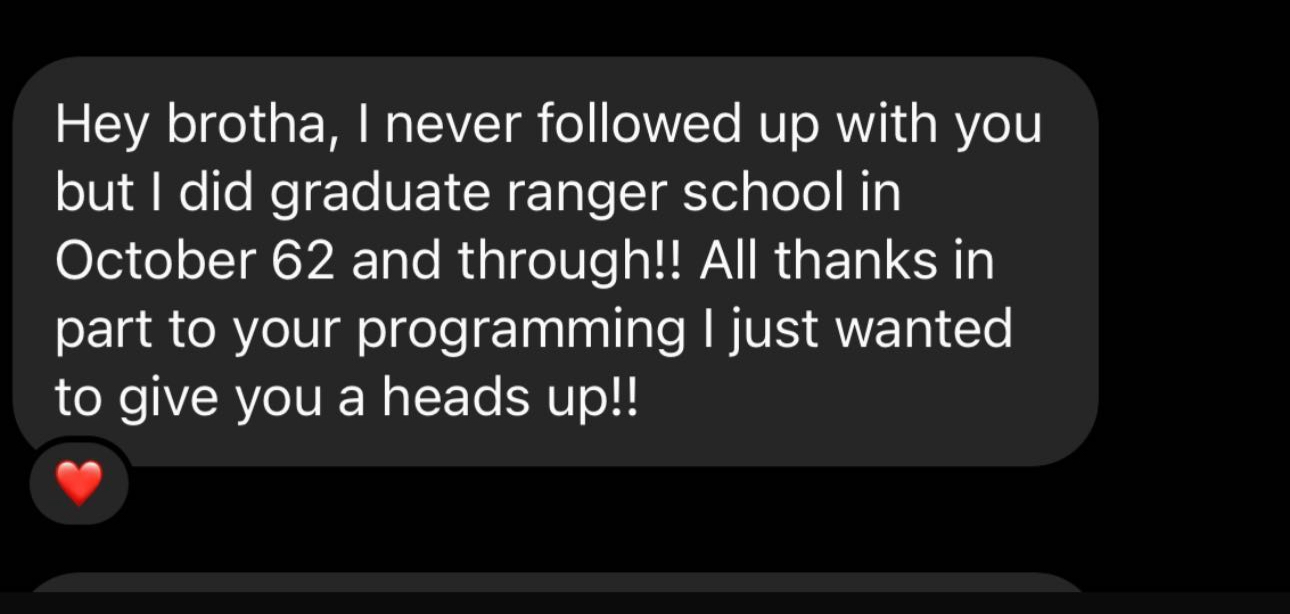 Hey brotha, I never followed up with you
but I did graduate ranger school in
October 62 and through!! All thanks in
part to your programming I just wanted
to give you a heads up!!